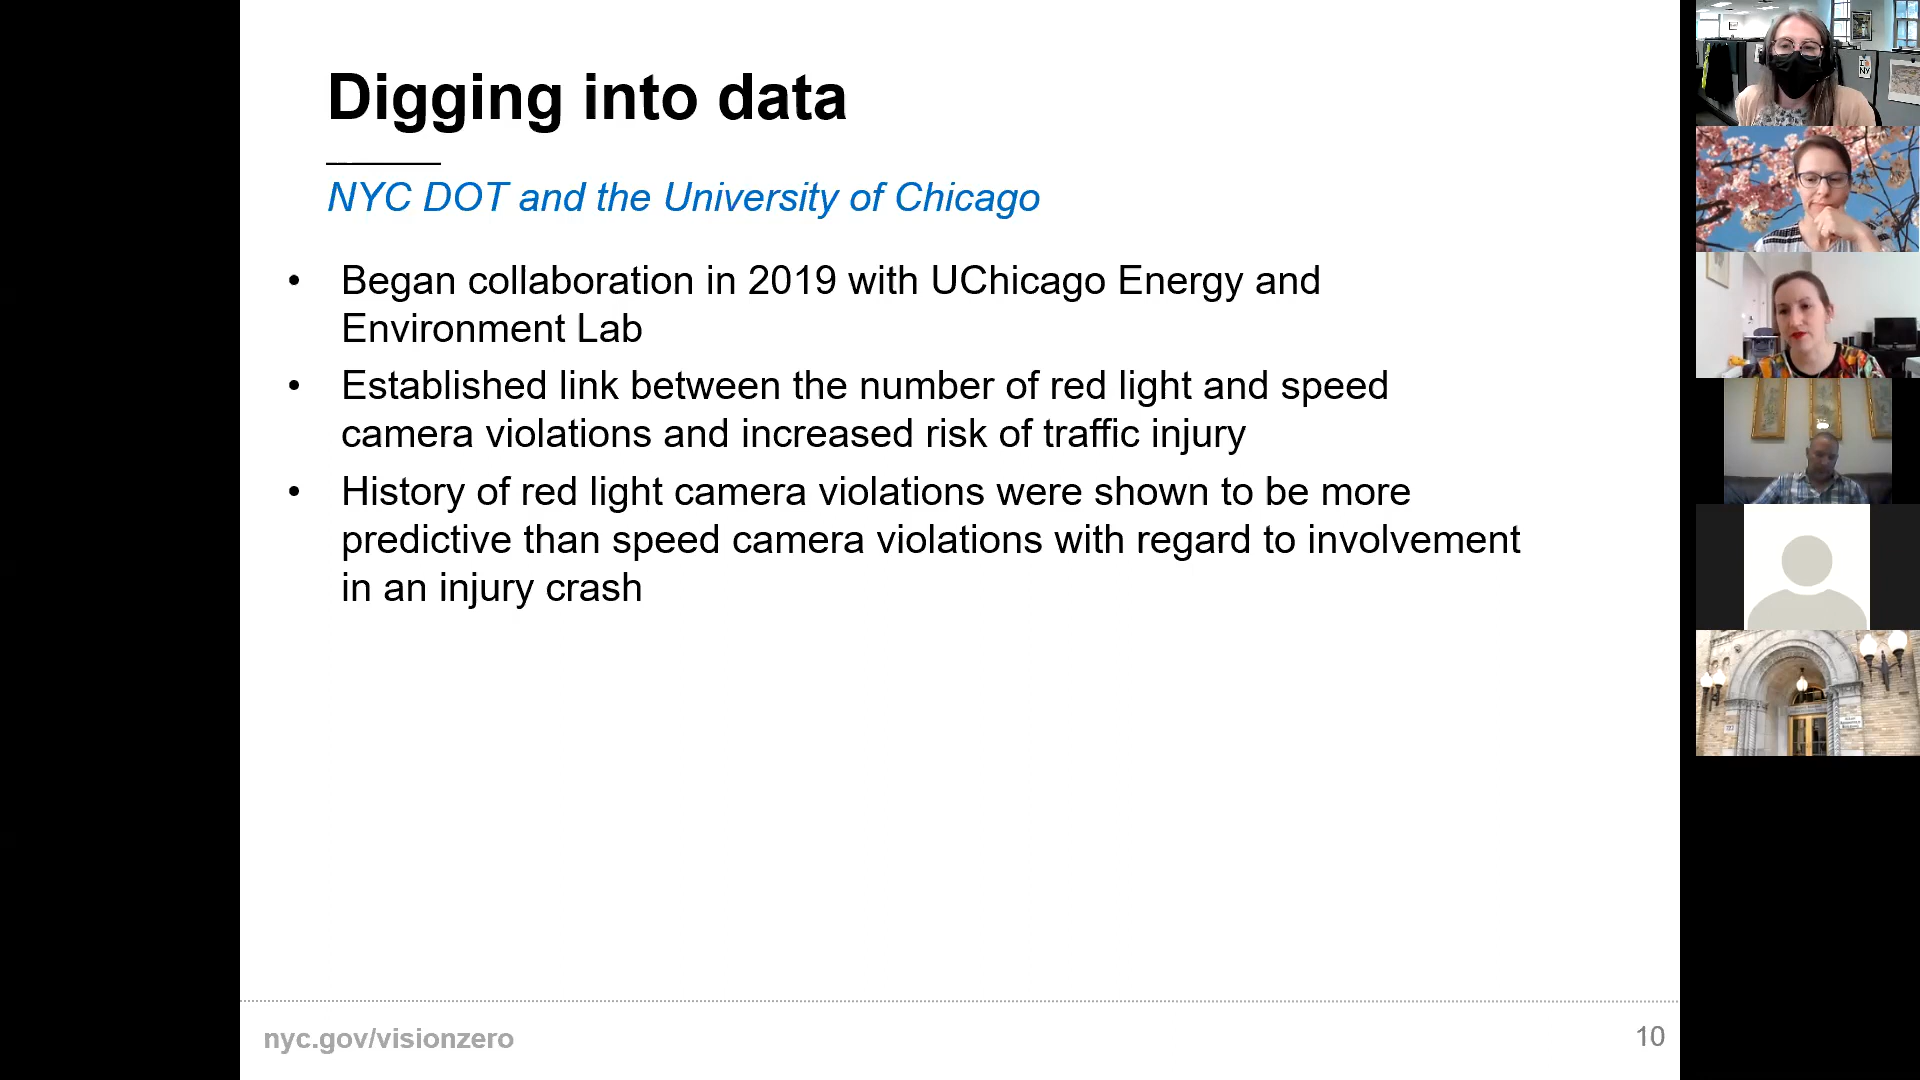 Digging into data
NYC DOT and the University of Chicago
• Began collaboration in 2019 with UChicago Energy and
Environment Lab
• Established link between the number of red light and speed
camera violations and increased risk of traffic injury
• History of red light camera violations were shown to be more
predictive than speed camera violations with regard to involvement
in an injury crash
nyc.gov/visionzero
10